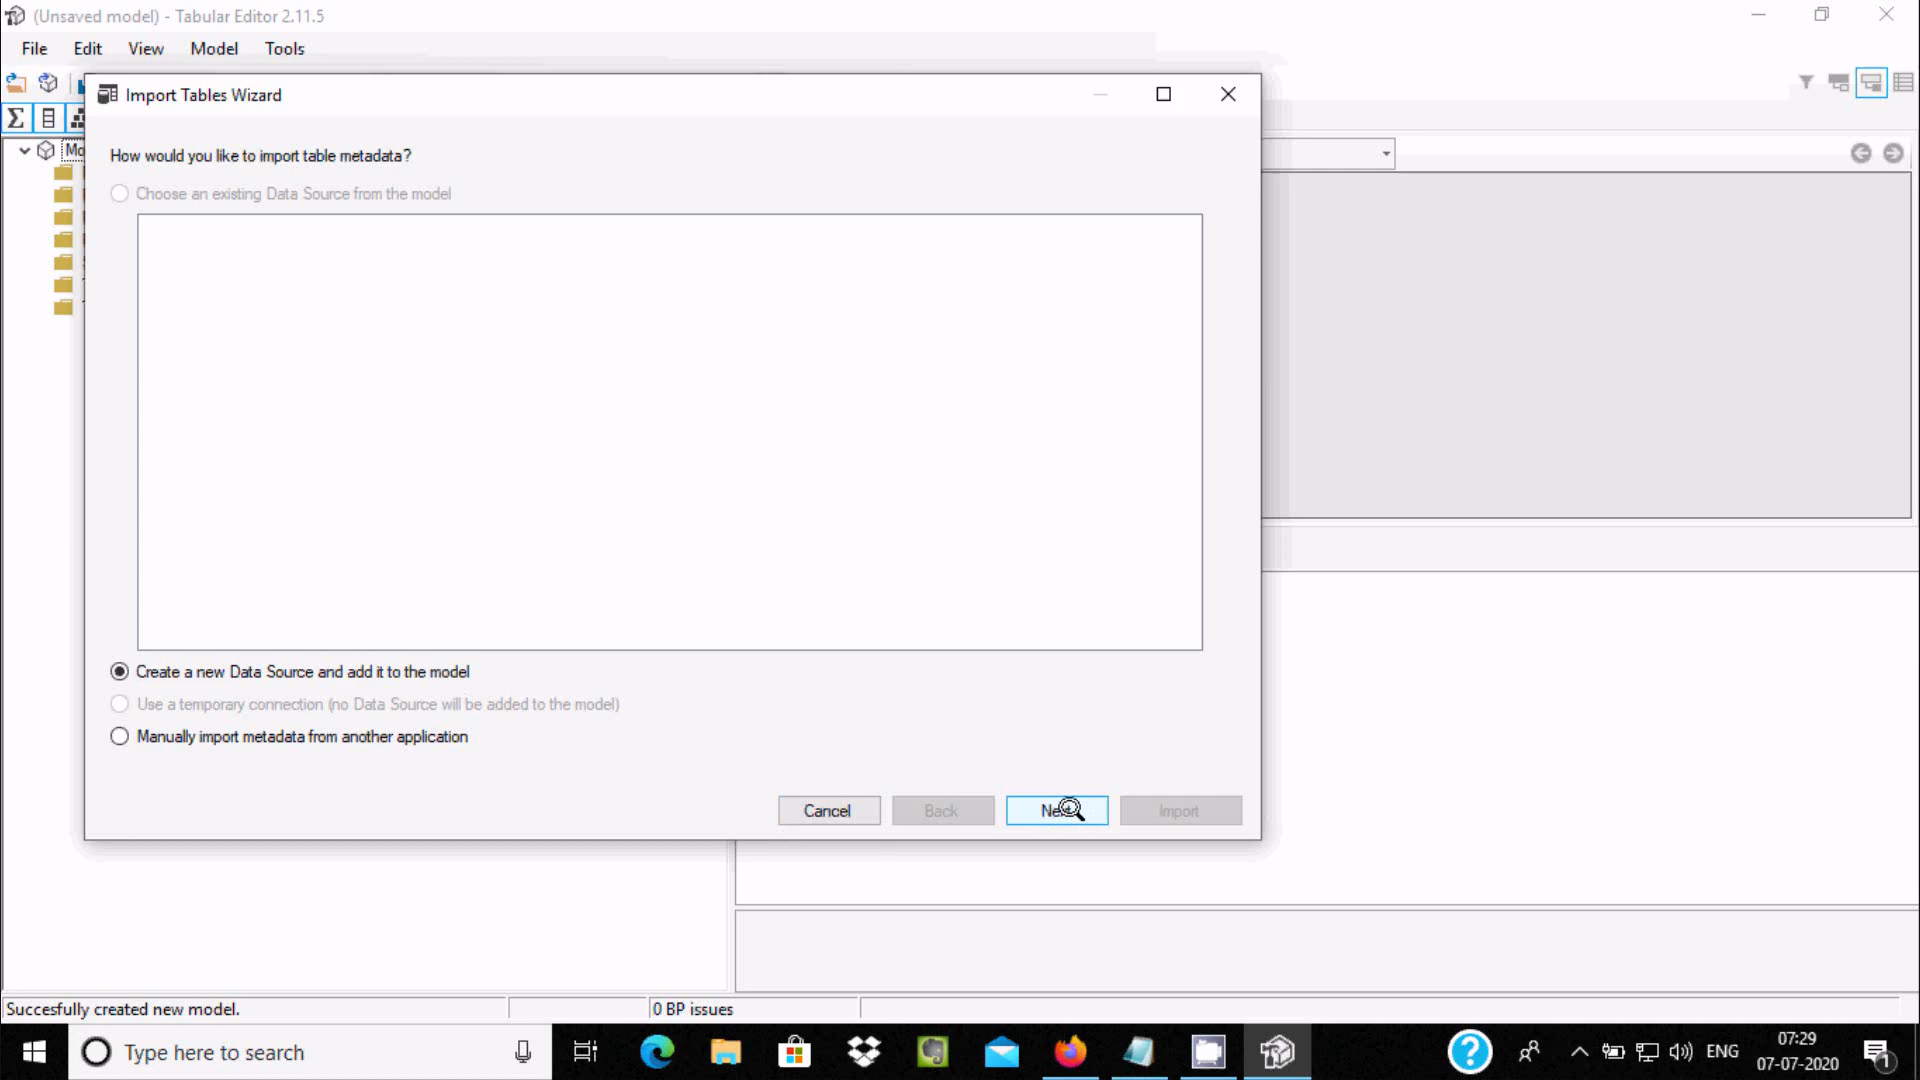 (Unsaved model) - Tabular Editor 2.11.5
File Edit View Model Tools
Import Tables Wizard
How would you like to import table metadata?
Choose an existing Data Source from the model
Create a new Data Source and add it to the model
Use a temporary connection (no Data Source will be added to the model)
Manually import metadata from another application
Cancel Back Import
Succesfully created new model. 0 BP issues
Type here to search
ENG
07:29
07-07-2020
1